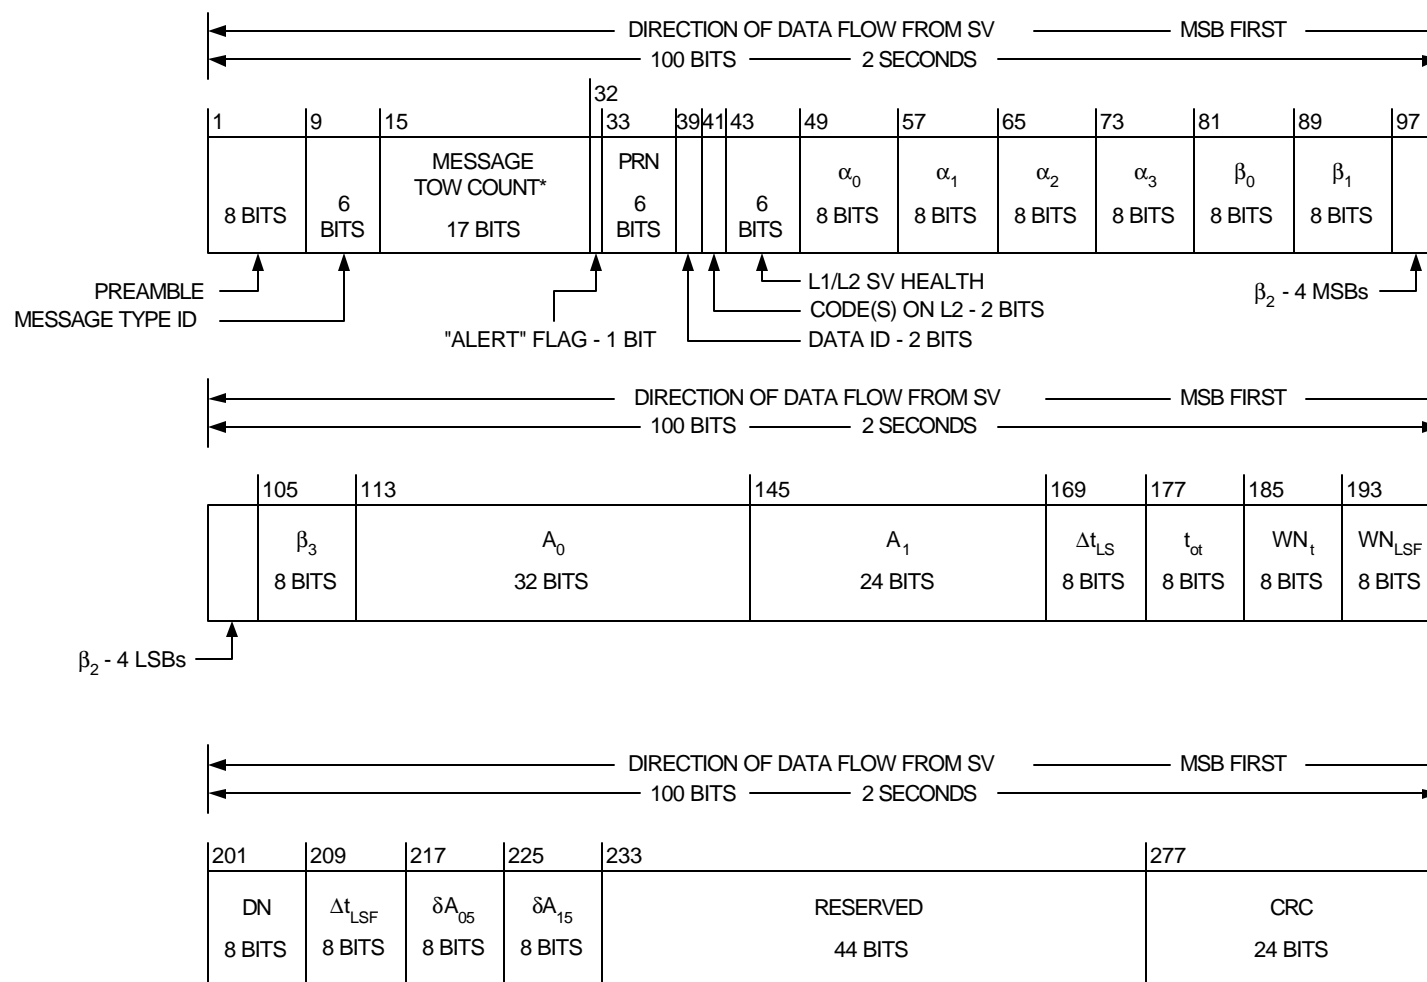 DIRECTION OF DATA FLOW FROM SV MSB FIRST
100 BITS 2 SECONDS
32
1 9 15 33 39 41 43 49 57 65 73 81 89 97
MESSAGE TOW COUNT* PRN α0 α1 α2 α3 β0 β1
8 BITS 6 BITS 17 BITS 6 BITS 6 BITS 8 BITS 8 BITS 8 BITS 8 BITS 8 BITS 8 BITS
L1/L2 SV HEALTH
PREAMBLE β2 - 4 MSBs
MESSAGE TYPE ID CODE(S) ON L2 - 2 BITS
"ALERT" FLAG - 1 BIT DATA ID - 2 BITS
DIRECTION OF DATA FLOW FROM SV MSB FIRST
100 BITS 2 SECONDS
105 113 145 169 177 185 193
β3 A0 A1 ΔtLS tot WNt WNLSF
8 BITS 32 BITS 24 BITS 8 BITS 8 BITS 8 BITS 8 BITS
β2 - 4 LSBs
DIRECTION OF DATA FLOW FROM SV MSB FIRST
100 BITS 2 SECONDS
201 209 217 225 233 277
DN ΔtLSF δA05 δA15 RESERVED CRC
8 BITS 8 BITS 8 BITS 8 BITS 44 BITS 24 BITS